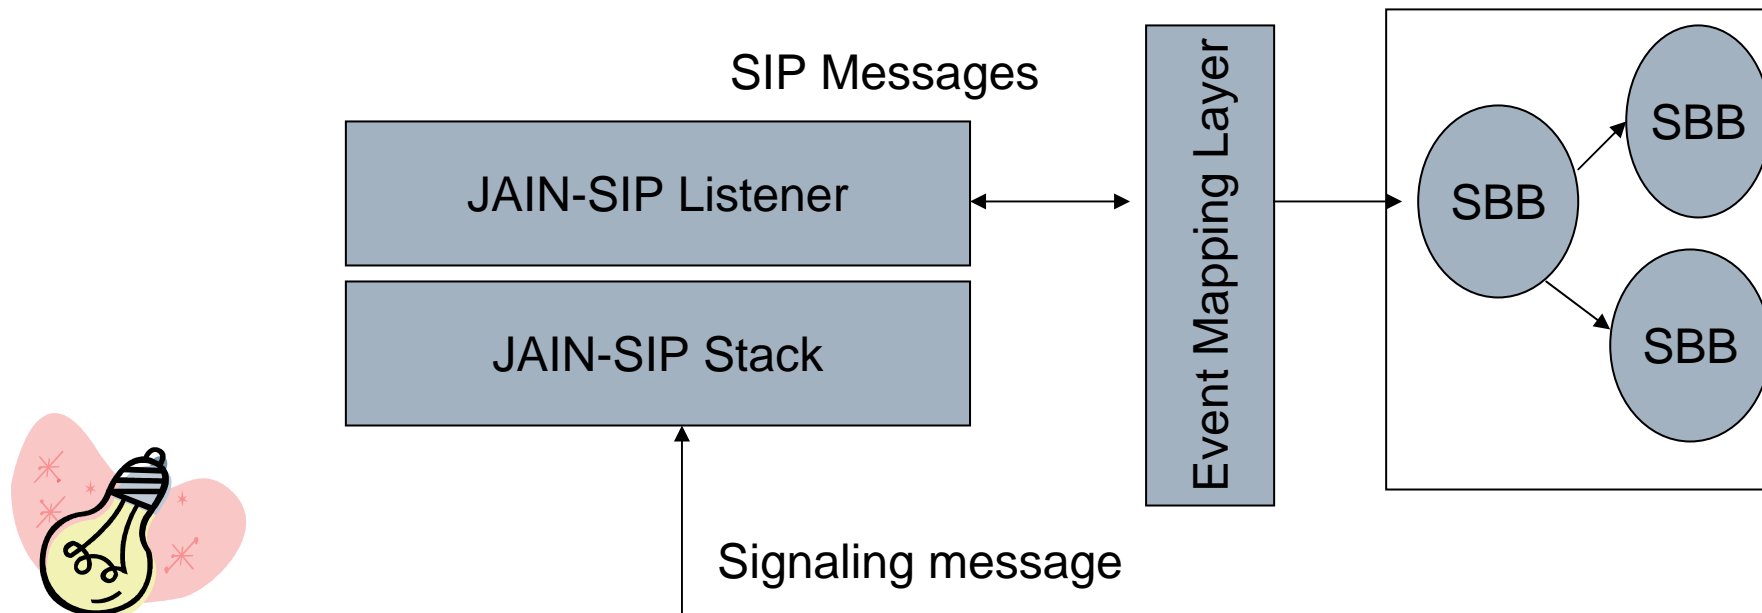 SIP Messages
JAIN-SIP Listener
JAIN-SIP Stack
Signaling message
Event Mapping Layer
SBB
SBB
SBB